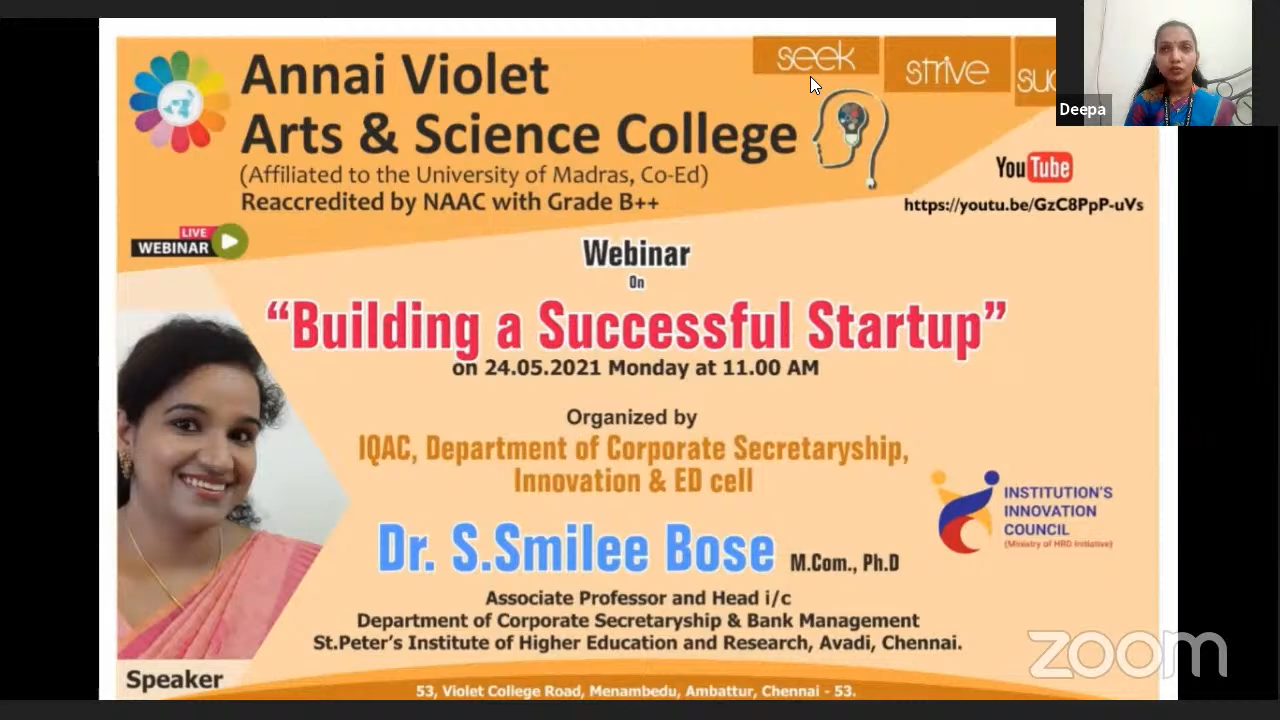 seek
strive
suc
Annai Violet
Arts & Science College
(Affiliated to the University of Madras, Co-Ed)
Reaccredited by NAAC with Grade B++
Deepa
You Tube
https://youtu.be/GzC8PpP-uVs
LIVE
WEBINAR
Webinar
On
“Building a Successful Startup”
on 24.05.2021 Monday at 11.00 AM
Organized by
IQAC, Department of Corporate Secretaryship,
Innovation & ED cell
INSTITUTION'S
INNOVATION
COUNCIL
(Ministry of HRD Initiative)
Dr. S.Smilee Bose M.Com., Ph.D
Associate Professor and Head i/c
Department of Corporate Secretaryship & Bank Management
St.Peter's Institute of Higher Education and Research, Avadi, Chennai.
Speaker
zoom
53, Violet College Road, Menambedu, Ambattur, Chennai - 53.